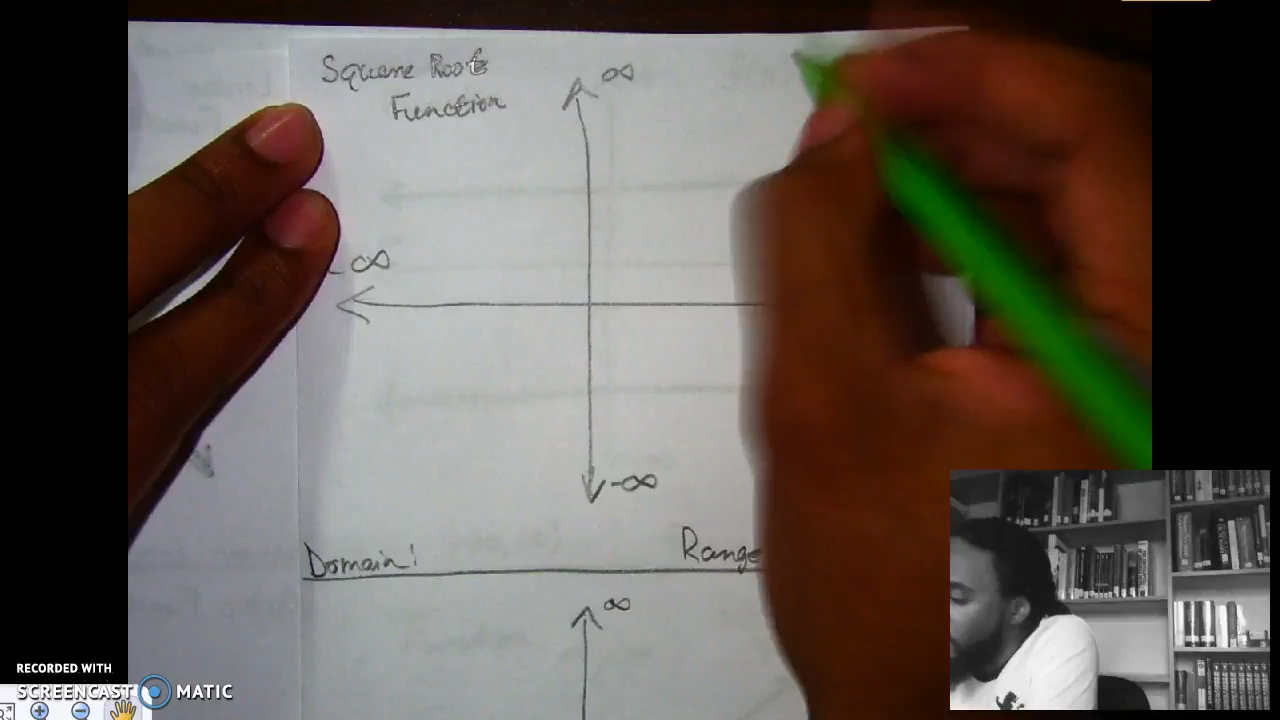 Square Root
Function
∞
- ∞
-∞
Domain:
Range
∞
RECORDED WITH
SCREENCAST MATIC